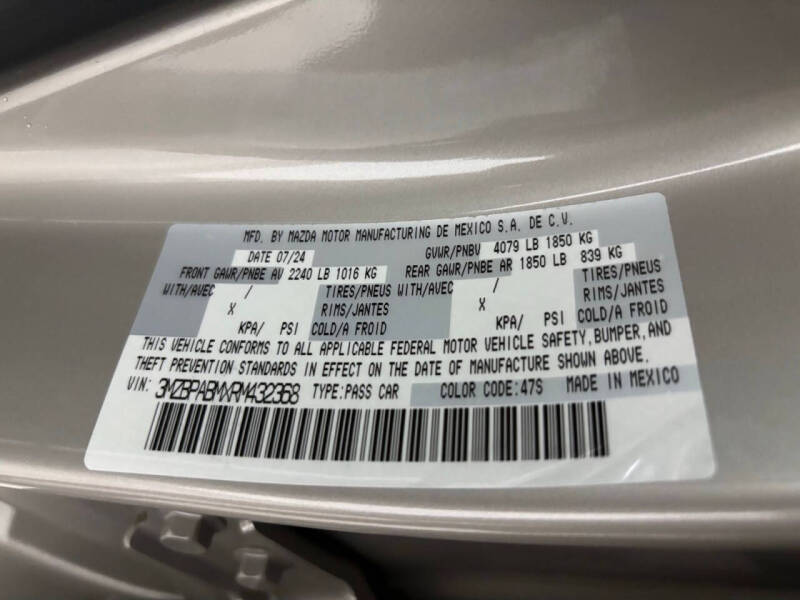 MFD. BY MAZDA MOTOR MANUFACTURING DE MEXICO S.A. DE C.V.
DATE 07/24 GVWR/PNBV 4079 LB 1850 KG
FRONT GAWR/PNBE AV 2240 LB 1016 KG REAR GAWR/PNBE AR 1850 LB 839 KG
WITH/AVEC / TIRES/PNEUS WITH/AVEC / TIRES/PNEUS
X RIMS/JANTES X RIMS/JANTES
KPA/ PSI COLD/A FROID KPA/ PSI COLD/A FROID
THIS VEHICLE CONFORMS TO ALL APPLICABLE FEDERAL MOTOR VEHICLE SAFETY, BUMPER, AND
THEFT PREVENTION STANDARDS IN EFFECT ON THE DATE OF MANUFACTURE SHOWN ABOVE.
VIN: 3MZBPABMXRM432368 TYPE:PASS CAR COLOR CODE:47S MADE IN MEXICO